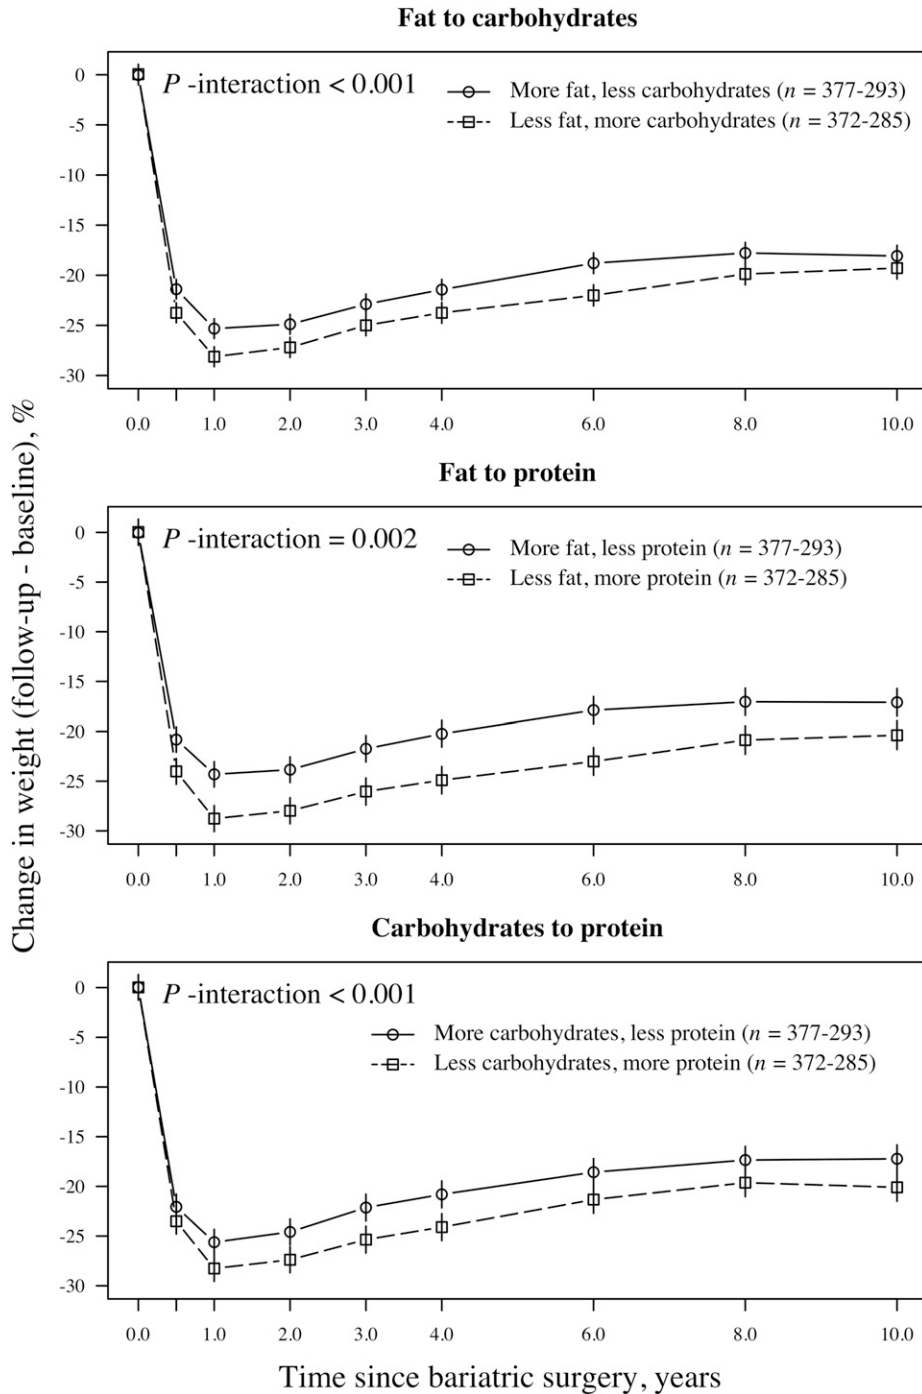 Fat to carbohydrates
P -interaction < 0.001
More fat, less carbohydrates (n = 377-293)
Less fat, more carbohydrates (n = 372-285)
0
-5
-10
-15
-20
-25
-30
0.0 1.0 2.0 3.0 4.0 6.0 8.0 10.0
Fat to protein
P -interaction = 0.002
More fat, less protein (n = 377-293)
Less fat, more protein (n = 372-285)
0
-5
-10
-15
-20
-25
-30
0.0 1.0 2.0 3.0 4.0 6.0 8.0 10.0
Carbohydrates to protein
P -interaction < 0.001
More carbohydrates, less protein (n = 377-293)
Less carbohydrates, more protein (n = 372-285)
0
-5
-10
-15
-20
-25
-30
0.0 1.0 2.0 3.0 4.0 6.0 8.0 10.0
Change in weight (follow-up - baseline), %
Time since bariatric surgery, years